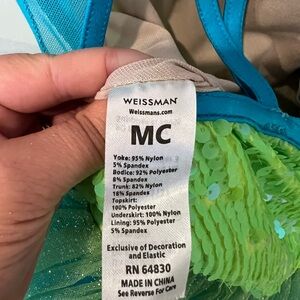 WEISSMAN
Weissmans.com
MC
Yoke: 95% Nylon
5% Spandex
Bodice: 92% Polyester
8% Spandex
Trunk: 82% Nylon
18% Spandex
Topskirt:
100% Polyester
Underskirt: 100% Nylon
Lining: 95% Polyester
5% Spandex
Exclusive of Decoration
and Elastic
RN 64830
MADE IN CHINA
See Reverse For Care